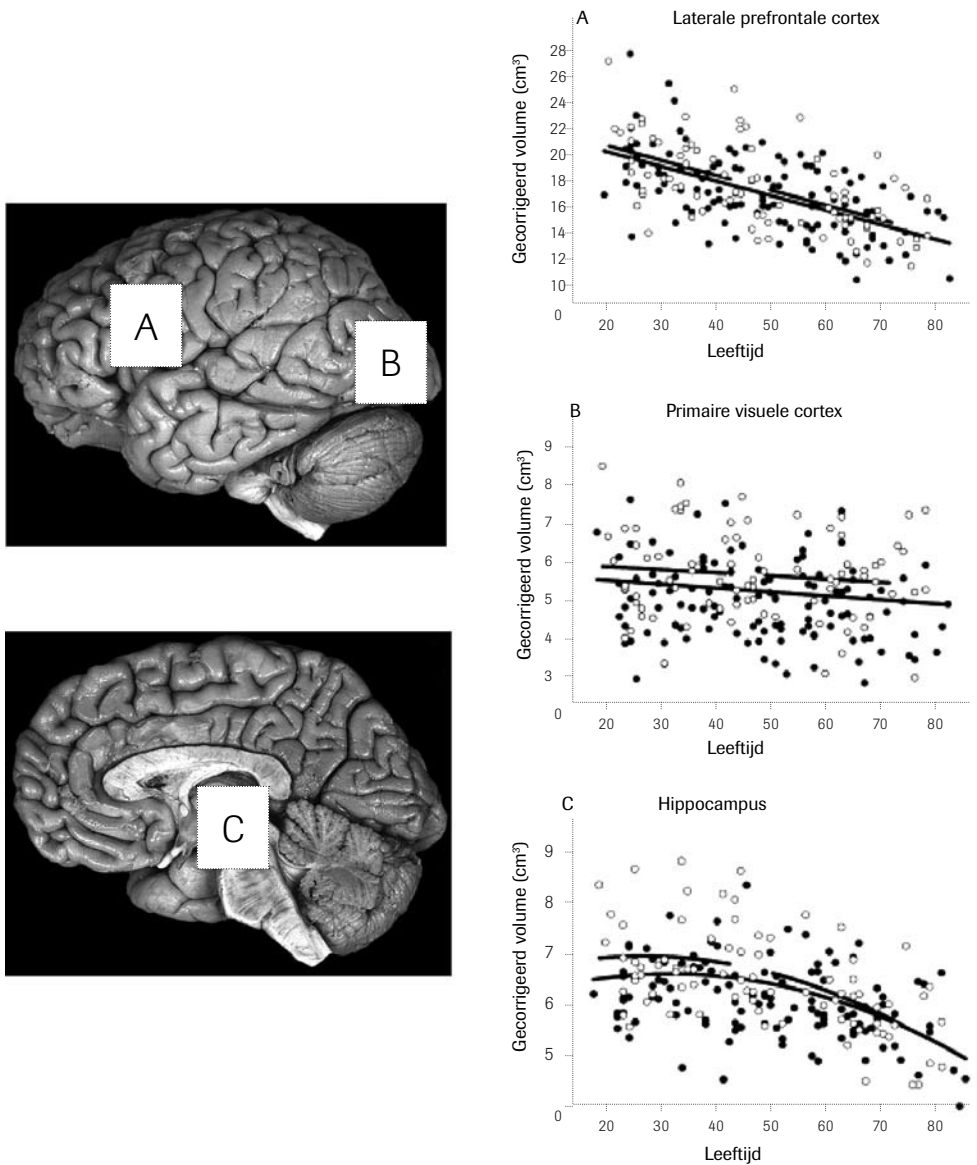 A
B
C
A Laterale prefrontale cortex
Gecorrigeerd volume (cm³)
28
26
24
22
20
18
16
14
12
10
0
20 30 40 50 60 70 80
Leeftijd
B Primaire visuele cortex
Gecorrigeerd volume (cm³)
9
8
7
6
5
4
3
0
20 30 40 50 60 70 80
Leeftijd
C Hippocampus
Gecorrigeerd volume (cm³)
9
8
7
6
5
0
20 30 40 50 60 70 80
Leeftijd